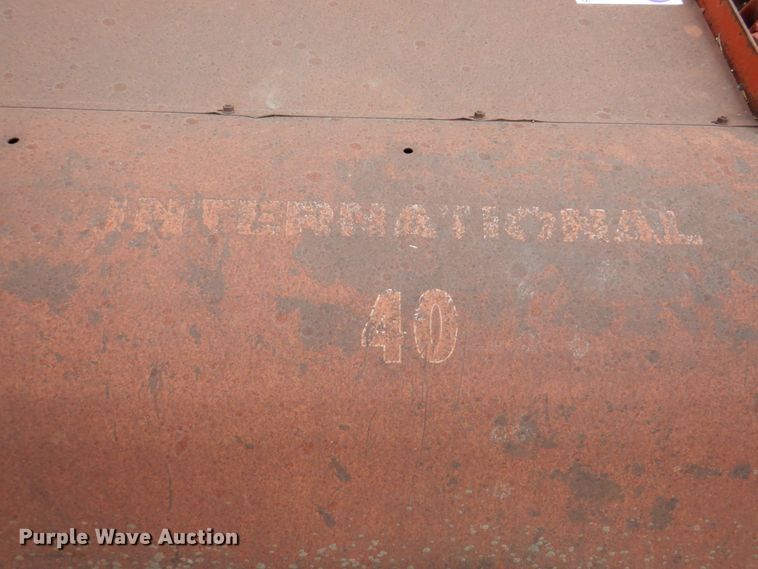 INTERNATIONAL
40
Purple Wave Auction